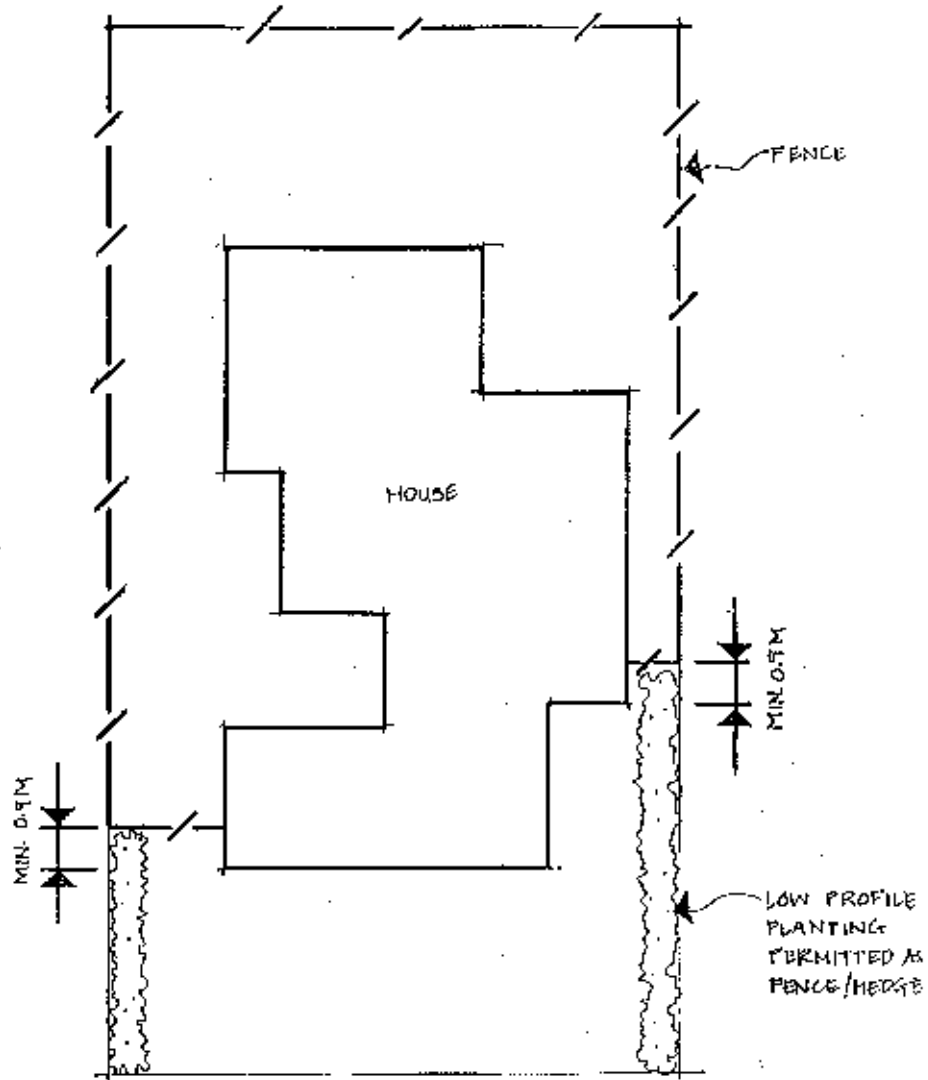 FENCE
HOUSE
MIN. 0.9M
MIN. 0.9M
LOW PROFILE
PLANTING
PERMITTED AS
FENCE/HEDGE